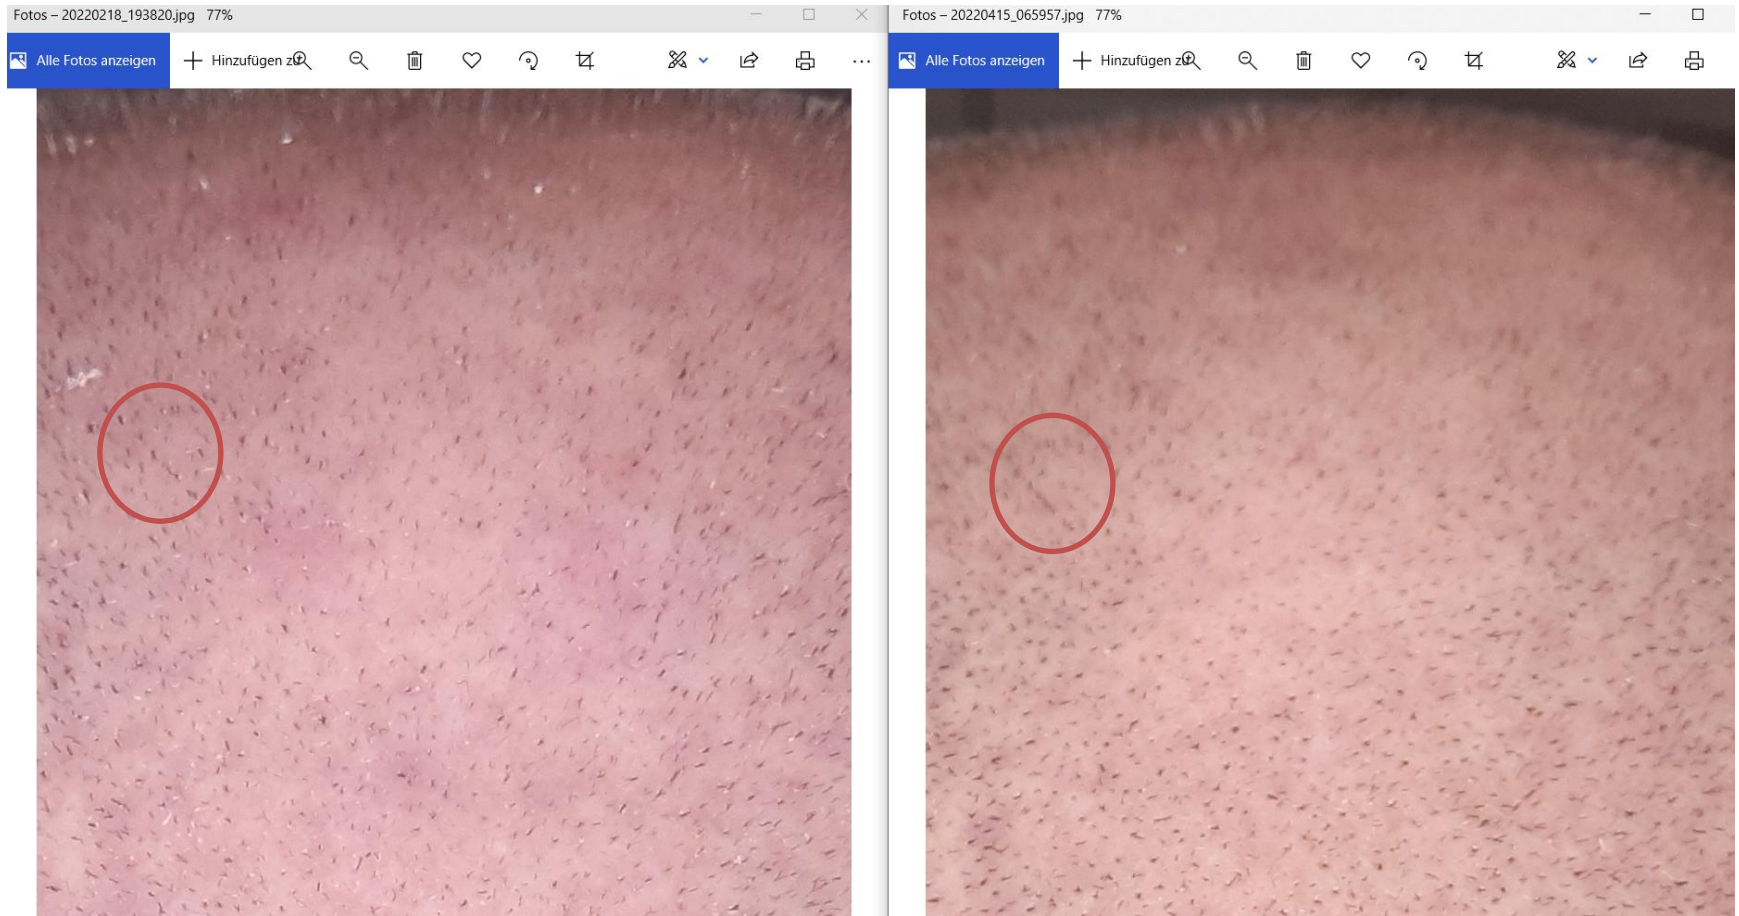 Fotos – 20220218_193820.jpg 77%
Alle Fotos anzeigen
Hinzufügen zu
Fotos – 20220415_065957.jpg 77%
Alle Fotos anzeigen
Hinzufügen zu